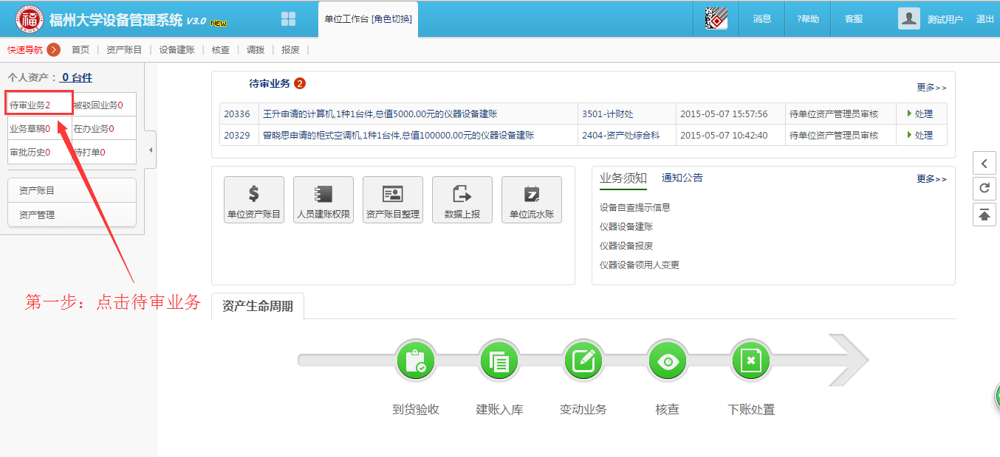 福州大学设备管理系统 V3.0 NEW
单位工作台 [角色切换]
消息
?帮助
客服
测试用户
退出
快速导航
首页
资产账目
设备建账
核查
调拨
报废
个人资产： 0 台件
待审业务2
被驳回业务0
业务草稿0
在办业务0
审批历史0
待打单0
资产账目
资产管理
第一步：点击待审业务
待审业务 2
更多>>
20336 王升申请的计算机,1种1台件,总值5000.00元的仪器设备建账 3501-计财处 2015-05-07 15:57:56 待单位资产管理员审核 处理
20329 曾晓思申请的柜式空调机,1种1台件,总值100000.00元的仪器设备建账 2404-资产处综合科 2015-05-07 10:42:40 待单位资产管理员审核 处理
单位资产账目
人员建账权限
资产账目整理
数据上报
单位流水账
业务须知
通知公告
更多>>
设备自查提示信息
仪器设备建账
仪器设备报废
仪器设备领用人变更
资产生命周期
到货验收
建账入库
变动业务
核查
下账处置